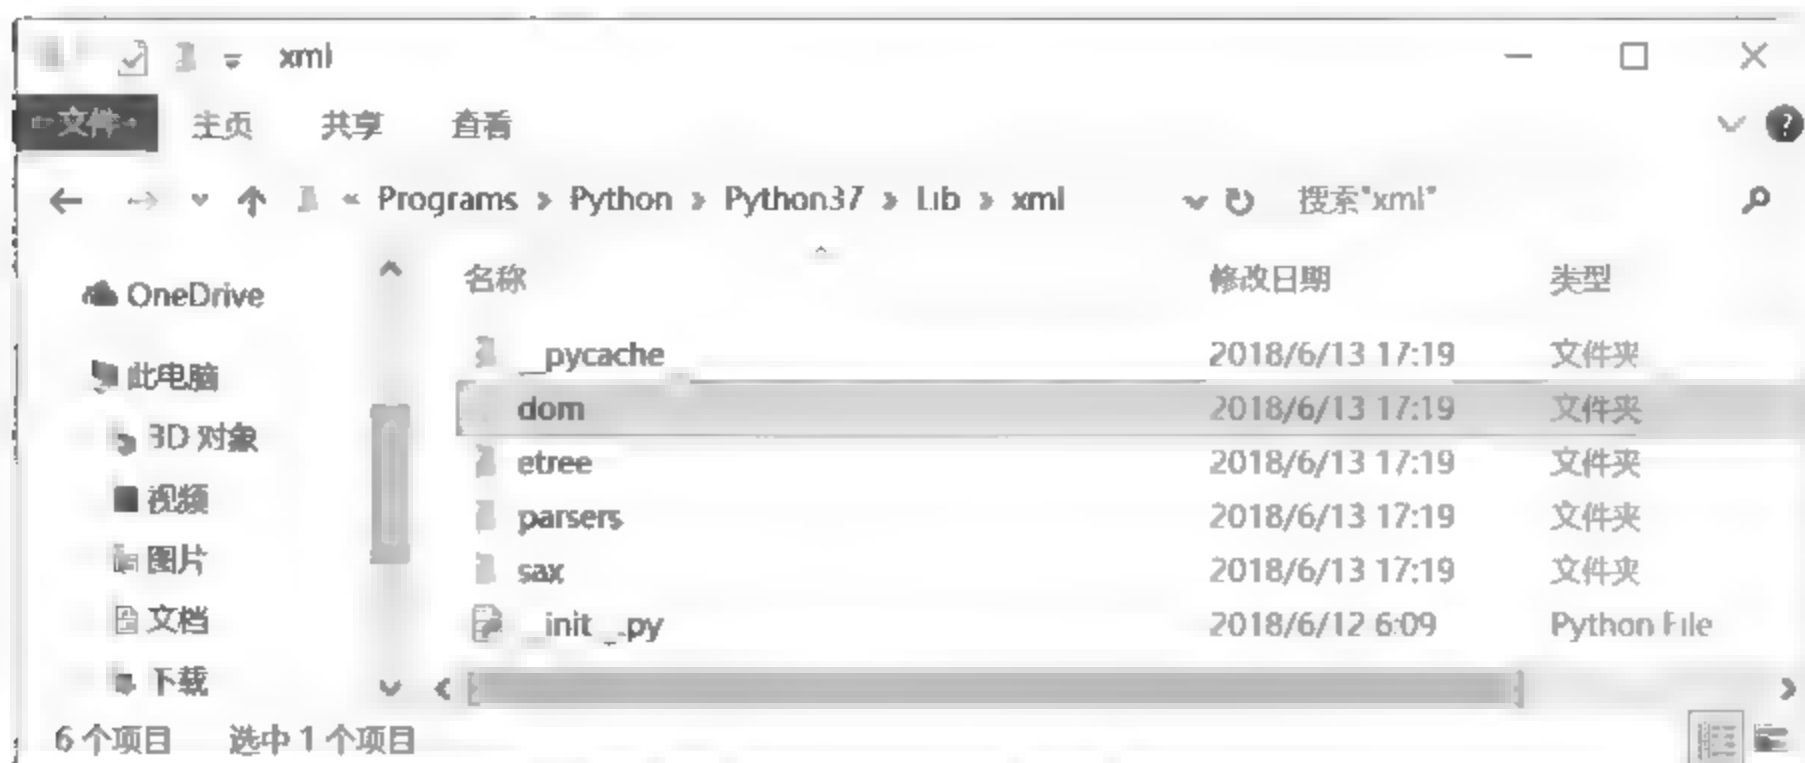 xml
文件 主页 共享 查看
« Programs › Python › Python37 › Lib › xml 搜索"xml"
名称 修改日期 类型
OneDrive
此电脑
3D 对象
视频
图片
文档
下载
__pycache__ 2018/6/13 17:19 文件夹
dom 2018/6/13 17:19 文件夹
etree 2018/6/13 17:19 文件夹
parsers 2018/6/13 17:19 文件夹
sax 2018/6/13 17:19 文件夹
__init__.py 2018/6/12 6:09 Python File
6 个项目 选中 1 个项目